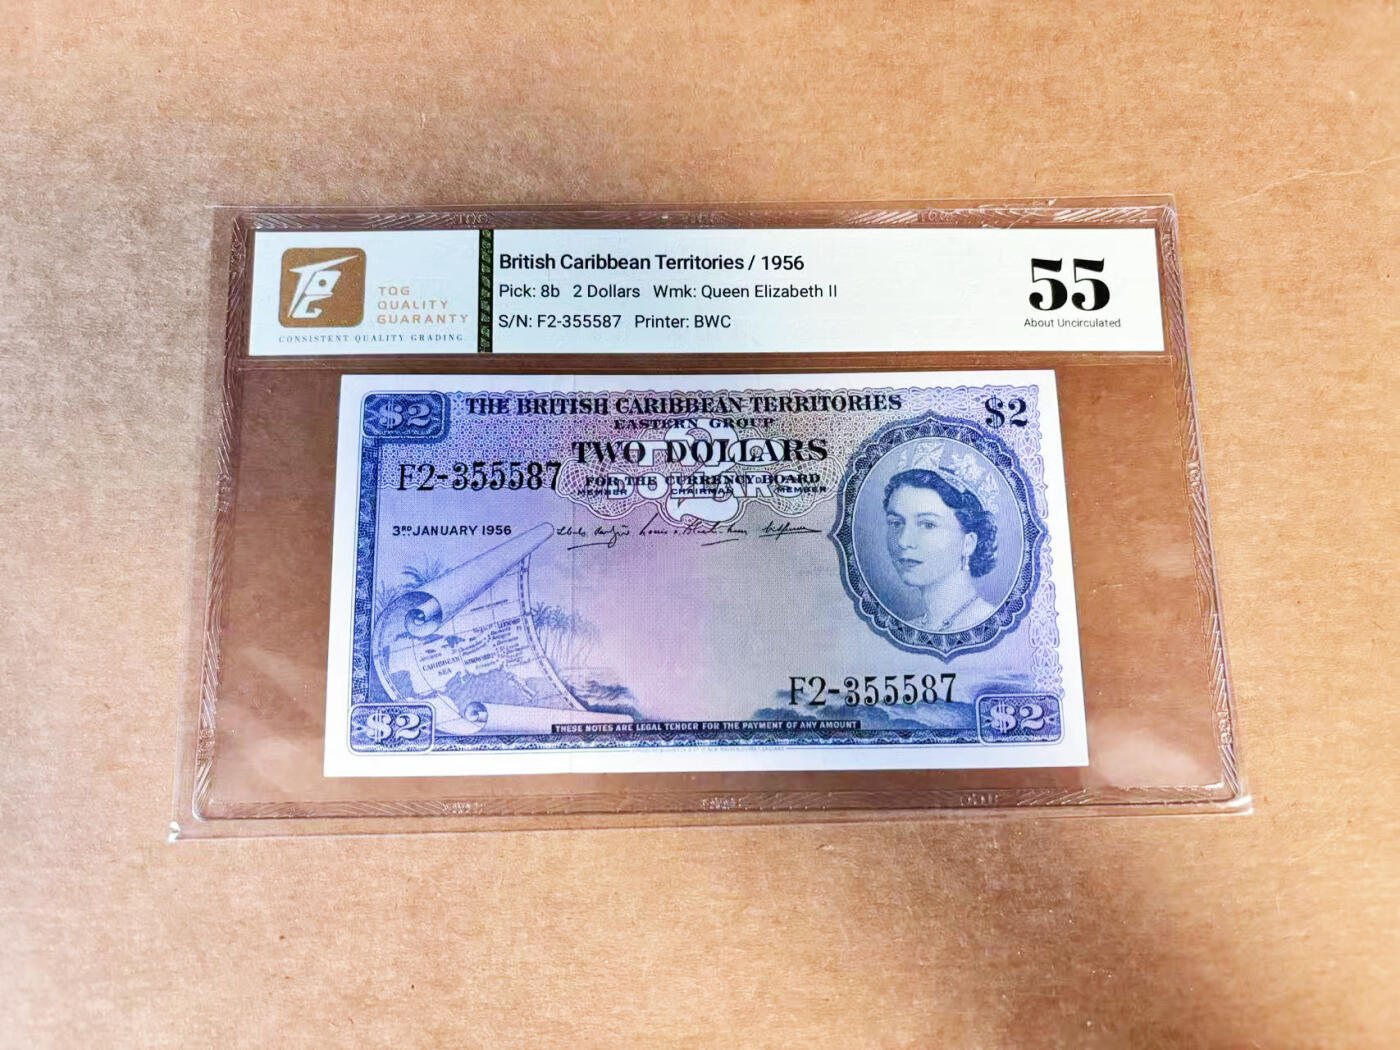 TQG
QUALITY
GUARANTY
CONSISTENT QUALITY GRADING
British Caribbean Territories / 1956
Pick: 8b 2 Dollars Wmk: Queen Elizabeth II
S/N: F2-355587 Printer: BWC
55
About Uncirculated
$2
THE BRITISH CARIBBEAN TERRITORIES
EASTERN GROUP
$2
TWO DOLLARS
F2-355587
FOR THE CURRENCY BOARD
MEMBER CHAIRMAN MEMBER
3RD JANUARY 1956
CARIBBEAN
SEA
F2-355587
$2
THESE NOTES ARE LEGAL TENDER FOR THE PAYMENT OF ANY AMOUNT
$2